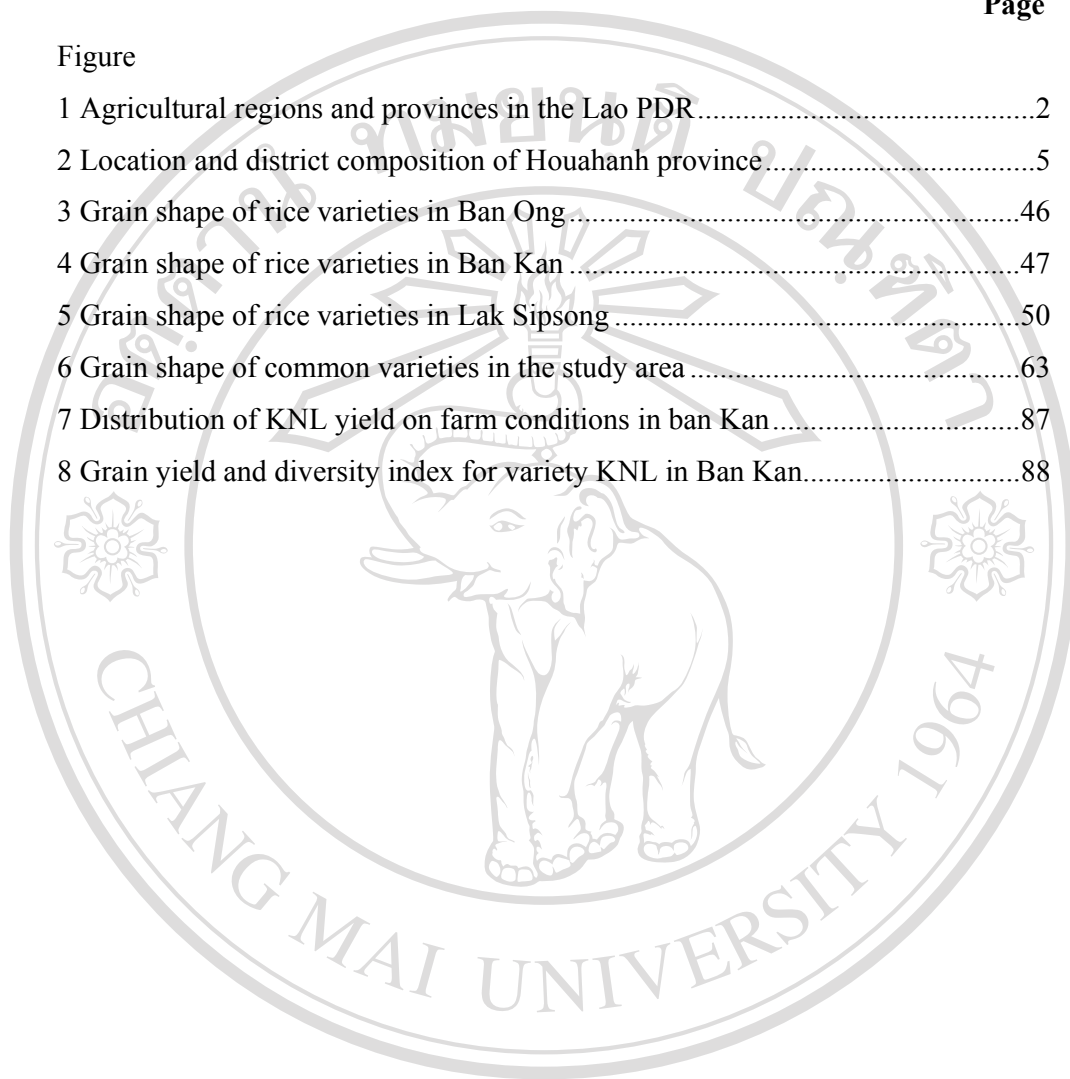 Page
Figure
1 Agricultural regions and provinces in the Lao PDR....................................2
2 Location and district composition of Houahanh province...........................5
3 Grain shape of rice varieties in Ban Ong................................................46
4 Grain shape of rice varieties in Ban Kan ................................................47
5 Grain shape of rice varieties in Lak Sipsong...........................................50
6 Grain shape of common varieties in the study area ...................................63
7 Distribution of KNL yield on farm conditions in ban Kan..........................87
8 Grain yield and diversity index for variety KNL in Ban Kan.......................88
CHIANG MAI UNIVERSITY 1964